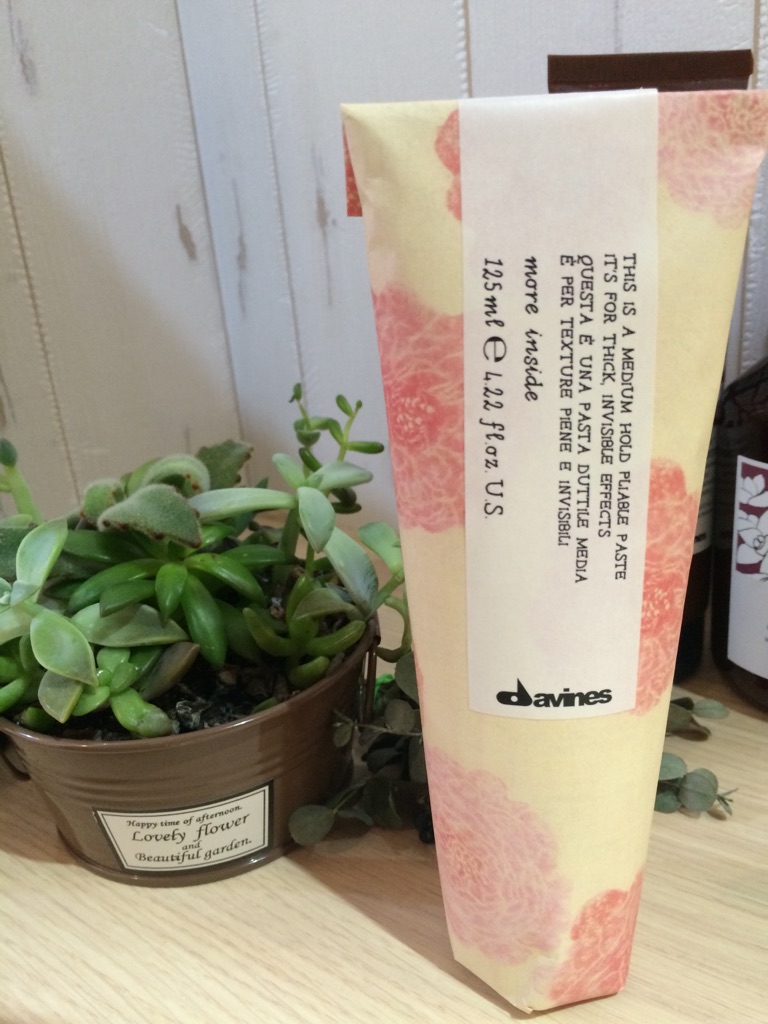 THIS IS A MEDIUM HOLD PLIABLE PASTE
IT'S FOR THICK, INVISIBLE EFFECTS
QUESTA É UNA PASTA DUTTILE MEDIA
É PER TEXTURE PIENE E INVISIBILI
more inside
125 ml e 4.22 fl.oz. U.S.
davines
Happy time of afternoon.
Lovely flower
and
Beautiful garden.